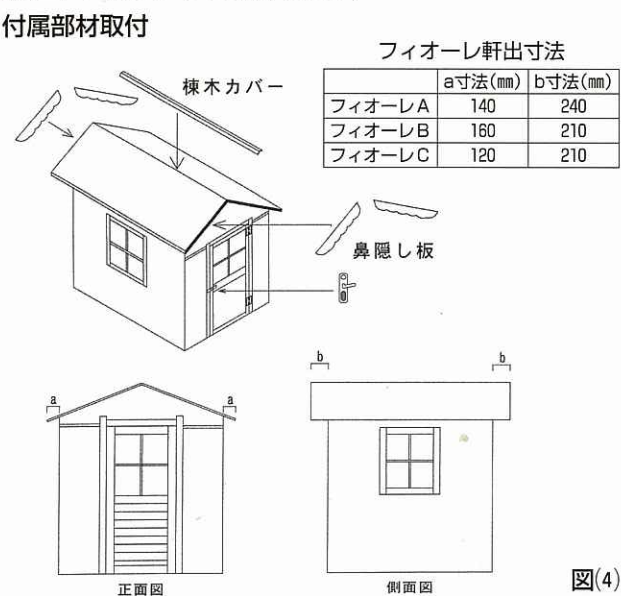 付属部材取付
フィオーレ軒出寸法
a寸法(㎜) b寸法(㎜)
フィオーレA 140 240
フィオーレB 160 210
フィオーレC 120 210
棟木カバー
鼻隠し板
a a
b b
正面図
側面図
図(4)